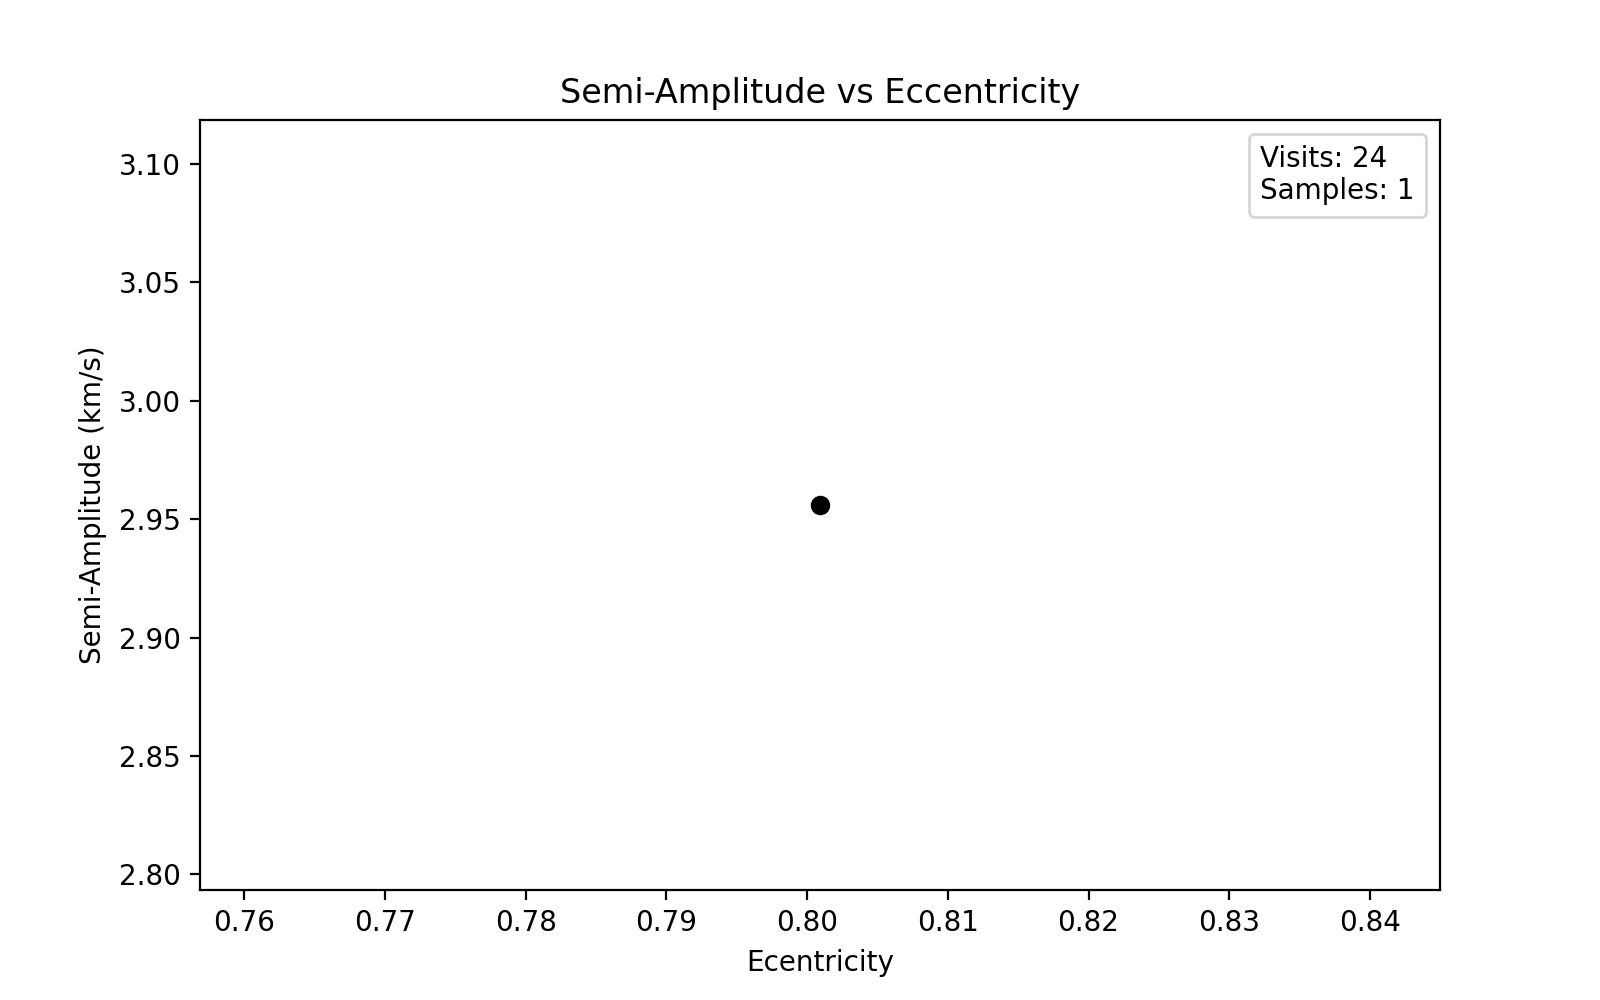 Semi-Amplitude vs Eccentricity
Visits: 24
Samples: 1
3.10
3.05
3.00
2.95
2.90
2.85
2.80
Semi-Amplitude (km/s)
0.76 0.77 0.78 0.79 0.80 0.81 0.82 0.83 0.84
Ecentricity